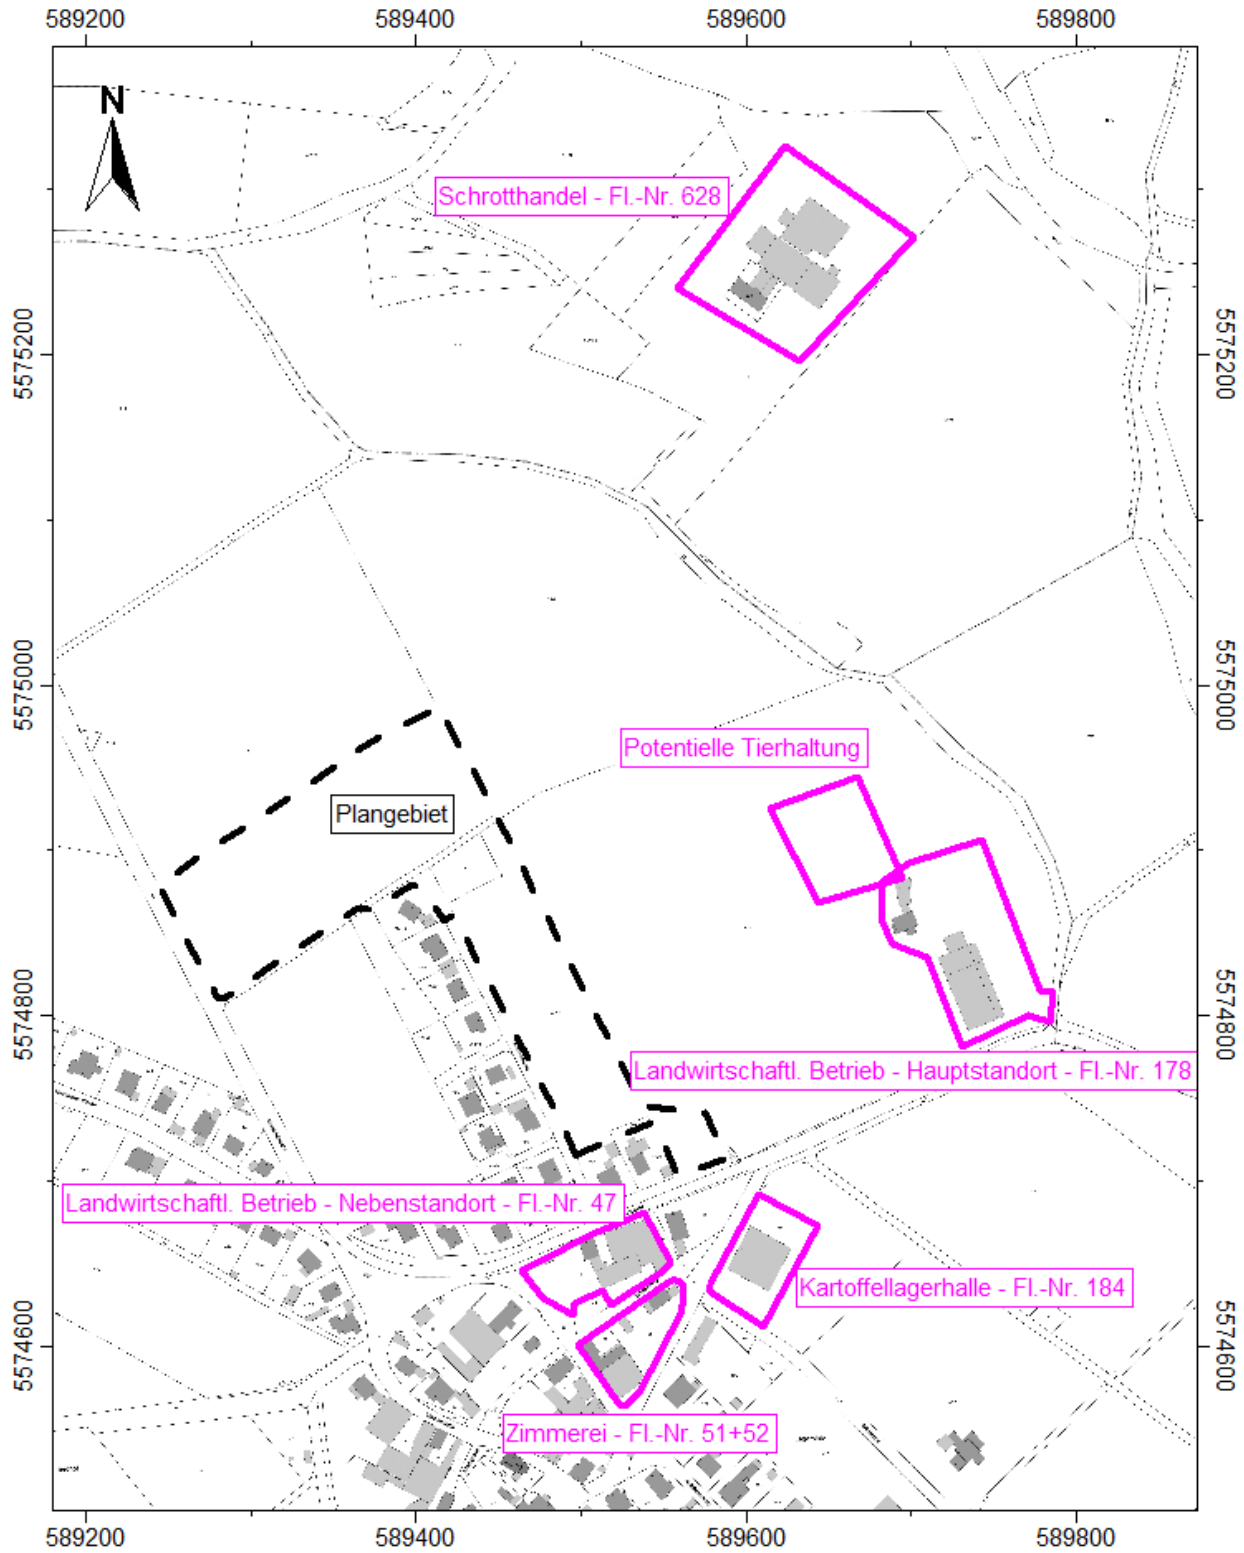 589200 589400 589600 589800
N
Schrotthandel - Fl.-Nr. 628
5575200 5575200
5575000 5575000
Potentielle Tierhaltung
Plangebiet
5574800 5574800
Landwirtschaftl. Betrieb - Hauptstandort - Fl.-Nr. 178
Landwirtschaftl. Betrieb - Nebenstandort - Fl.-Nr. 47
Kartoffellagerhalle - Fl.-Nr. 184
5574600 5574600
Zimmerei - Fl.-Nr. 51+52
589200 589400 589600 589800